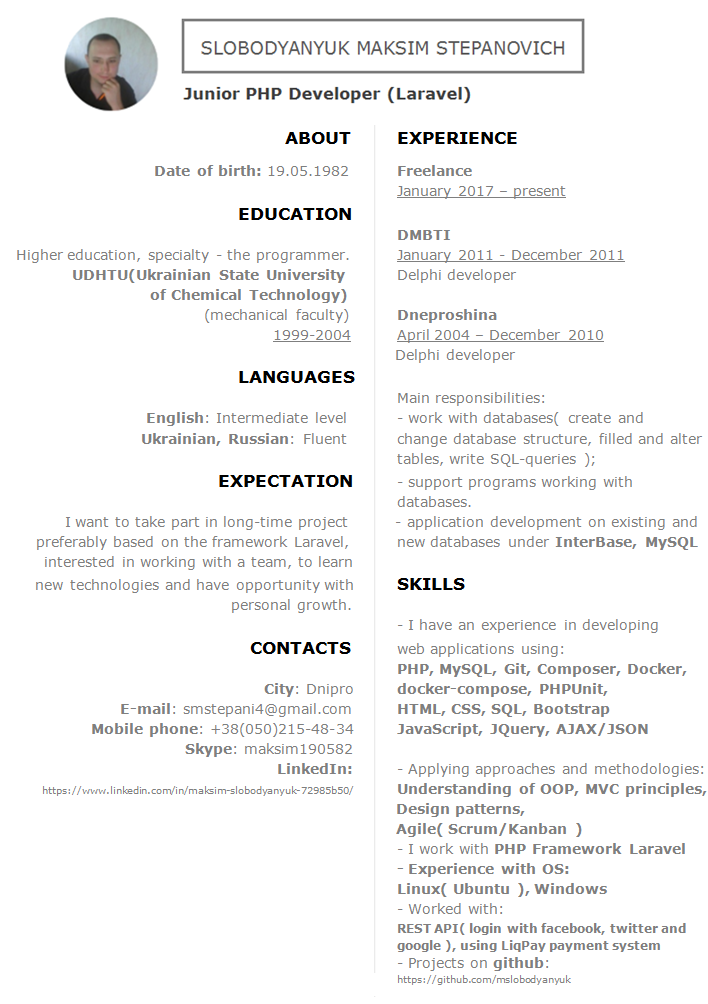 SLOBODYANYUK MAKSIM STEPANOVICH
Junior PHP Developer (Laravel)
ABOUT
Date of birth: 19.05.1982
EDUCATION
Higher education, specialty - the programmer.
UDHTU(Ukrainian State University
of Chemical Technology)
(mechanical faculty)
1999-2004
LANGUAGES
English: Intermediate level
Ukrainian, Russian: Fluent
EXPECTATION
I want to take part in long-time project
preferably based on the framework Laravel,
interested in working with a team, to learn
new technologies and have opportunity with
personal growth.
CONTACTS
City: Dnipro
E-mail: smstepani4@gmail.com
Mobile phone: +38(050)215-48-34
Skype: maksim190582
LinkedIn:
https://www.linkedin.com/in/maksim-slobodyanyuk-72985b50/
EXPERIENCE
Freelance
January 2017 – present
DMBTI
January 2011 - December 2011
Delphi developer
Dneproshina
April 2004 – December 2010
Delphi developer
Main responsibilities:
- work with databases( create and
change database structure, filled and alter
tables, write SQL-queries );
- support programs working with
databases.
- application development on existing and
new databases under InterBase, MySQL
SKILLS
- I have an experience in developing
web applications using:
PHP, MySQL, Git, Composer, Docker,
docker-compose, PHPUnit,
HTML, CSS, SQL, Bootstrap
JavaScript, JQuery, AJAX/JSON
- Applying approaches and methodologies:
Understanding of OOP, MVC principles,
Design patterns,
Agile( Scrum/Kanban )
- I work with PHP Framework Laravel
- Experience with OS:
Linux( Ubuntu ), Windows
- Worked with:
REST API( login with facebook, twitter and
google ), using LiqPay payment system
- Projects on github:
https://github.com/mslobodyanyuk